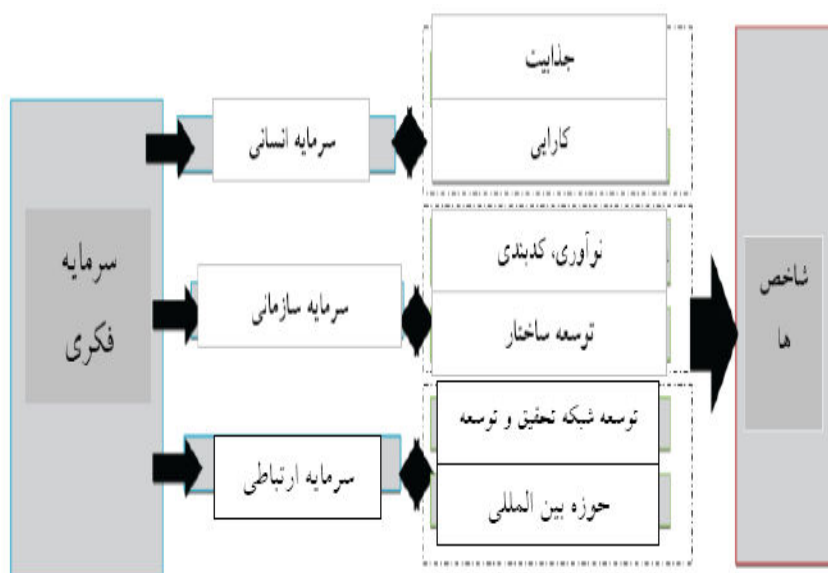 سرمایه
فکری
سرمایه انسانی
سرمایه سازمانی
سرمایه ارتباطی
جذابیت
کارایی
نوآوری، کدبندی
توسعه ساختار
توسعه شبکه تحقیق و توسعه
حوزه بین المللی
شاخص
ها